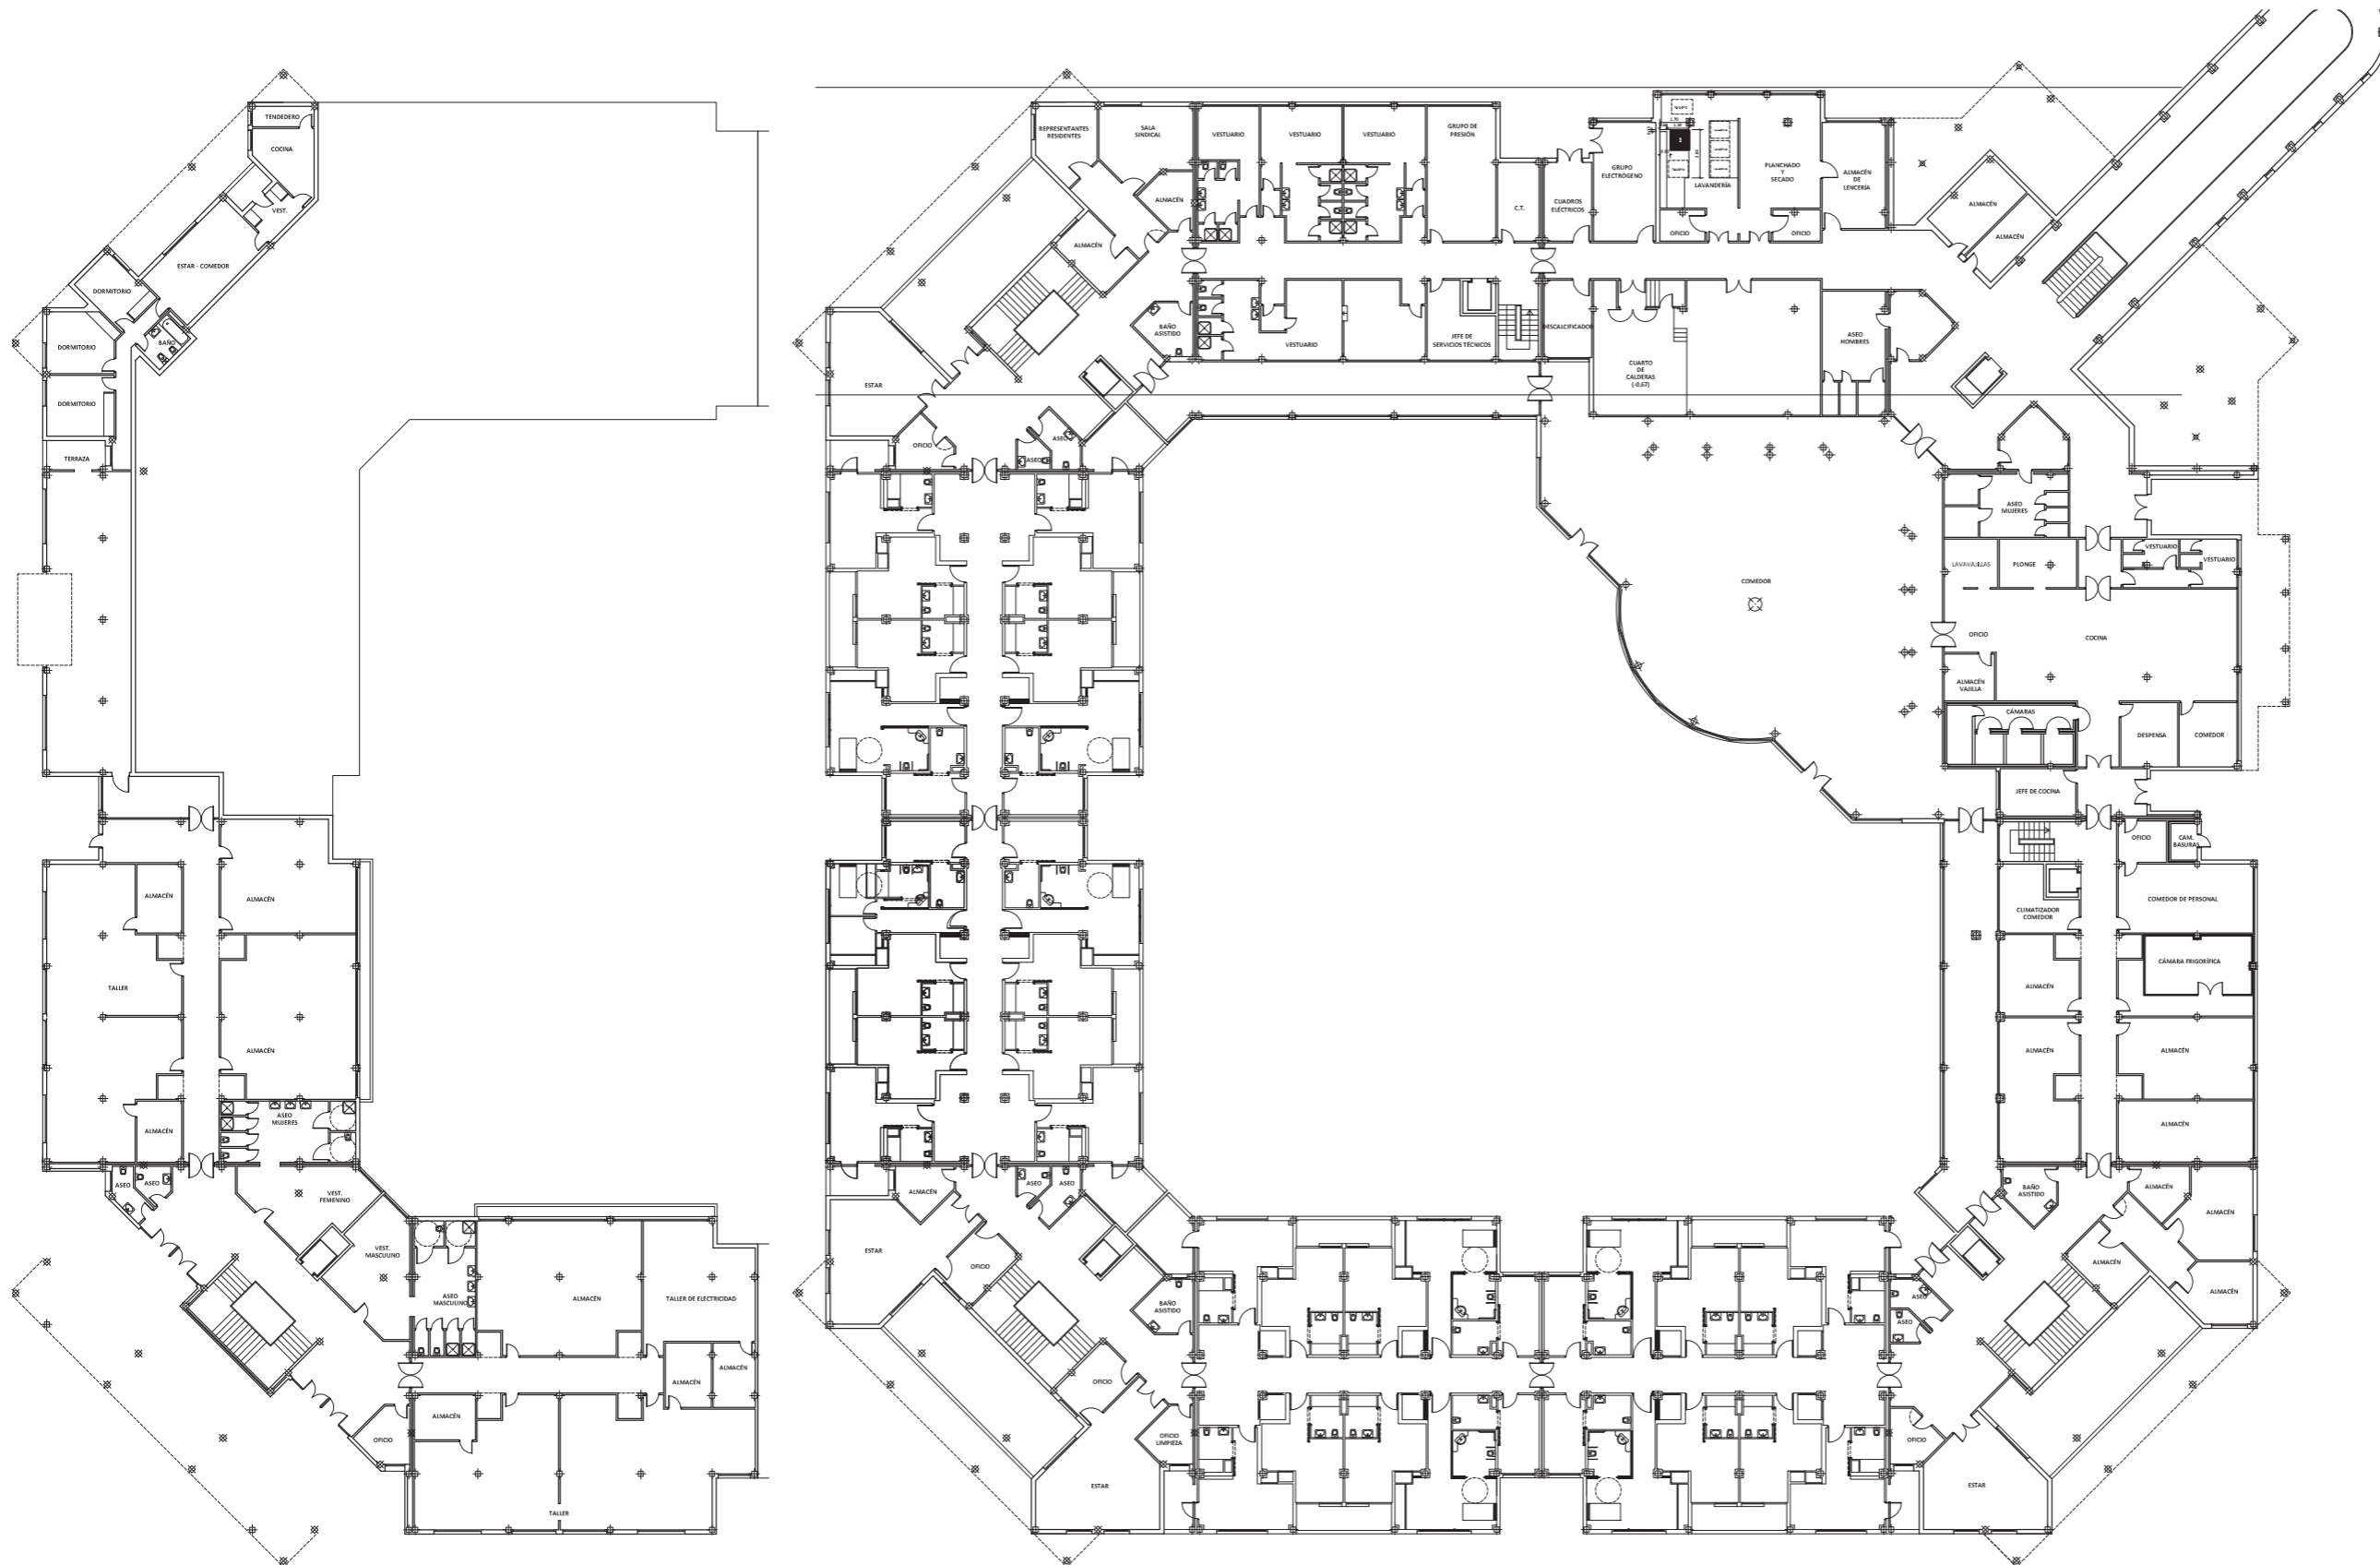 TENDEDERO
COCINA
VEST.
ESTAR - COMEDOR
DORMITORIO
BAÑO
DORMITORIO
DORMITORIO
TERRAZA
ALMACÉN
ALMACÉN
TALLER
ALMACÉN
ALMACÉN
ASEO
MUJERES
ASEO
ASEO
VEST.
FEMENINO
VEST.
MASCULINO
ASEO
MASCULINO
ALMACÉN
TALLER DE ELECTRICIDAD
ALMACÉN
ALMACÉN
ALMACÉN
OFICIO
TALLER
REPRESENTANTES
RESIDENTES
SALA
SINDICAL
VESTUARIO
VESTUARIO
VESTUARIO
GRUPO DE
PRESIÓN
ALMACÉN
ALMACÉN
C.T.
CUADROS
ELÉCTRICOS
GRUPO
ELECTRÓGENO
LAVANDERÍA
PLANCHADO
Y
SECADO
ALMACÉN
DE
LENCERÍA
OFICIO
OFICIO
ALMACÉN
ALMACÉN
BAÑO
ASISTIDO
VESTUARIO
JEFE DE
SERVICIOS TÉCNICOS
DESCALCIFICADOR
CUARTO
DE
CALDERAS
(-0,67)
ASEO
HOMBRES
ESTAR
OFICIO
ASEO
ASEO
ASEO
MUJERES
VESTUARIO
VESTUARIO
LAVAVAJILLAS
PLONGE
COMEDOR
OFICIO
COCINA
ALMACÉN
VAJILLA
CÁMARAS
DESPENSA
COMEDOR
JEFE DE COCINA
OFICIO
CAM.
BASURAS
CLIMATIZADOR
COMEDOR
COMEDOR DE PERSONAL
CÁMARA FRIGORÍFICA
ALMACÉN
ALMACÉN
ALMACÉN
ALMACÉN
ALMACÉN
ASEO
ASEO
ESTAR
OFICIO
BAÑO
ASISTIDO
OFICIO
OFICIO
LIMPIEZA
ESTAR
BAÑO
ASISTIDO
ALMACÉN
ALMACÉN
ALMACÉN
ALMACÉN
ASEO
ASEO
OFICIO
ESTAR